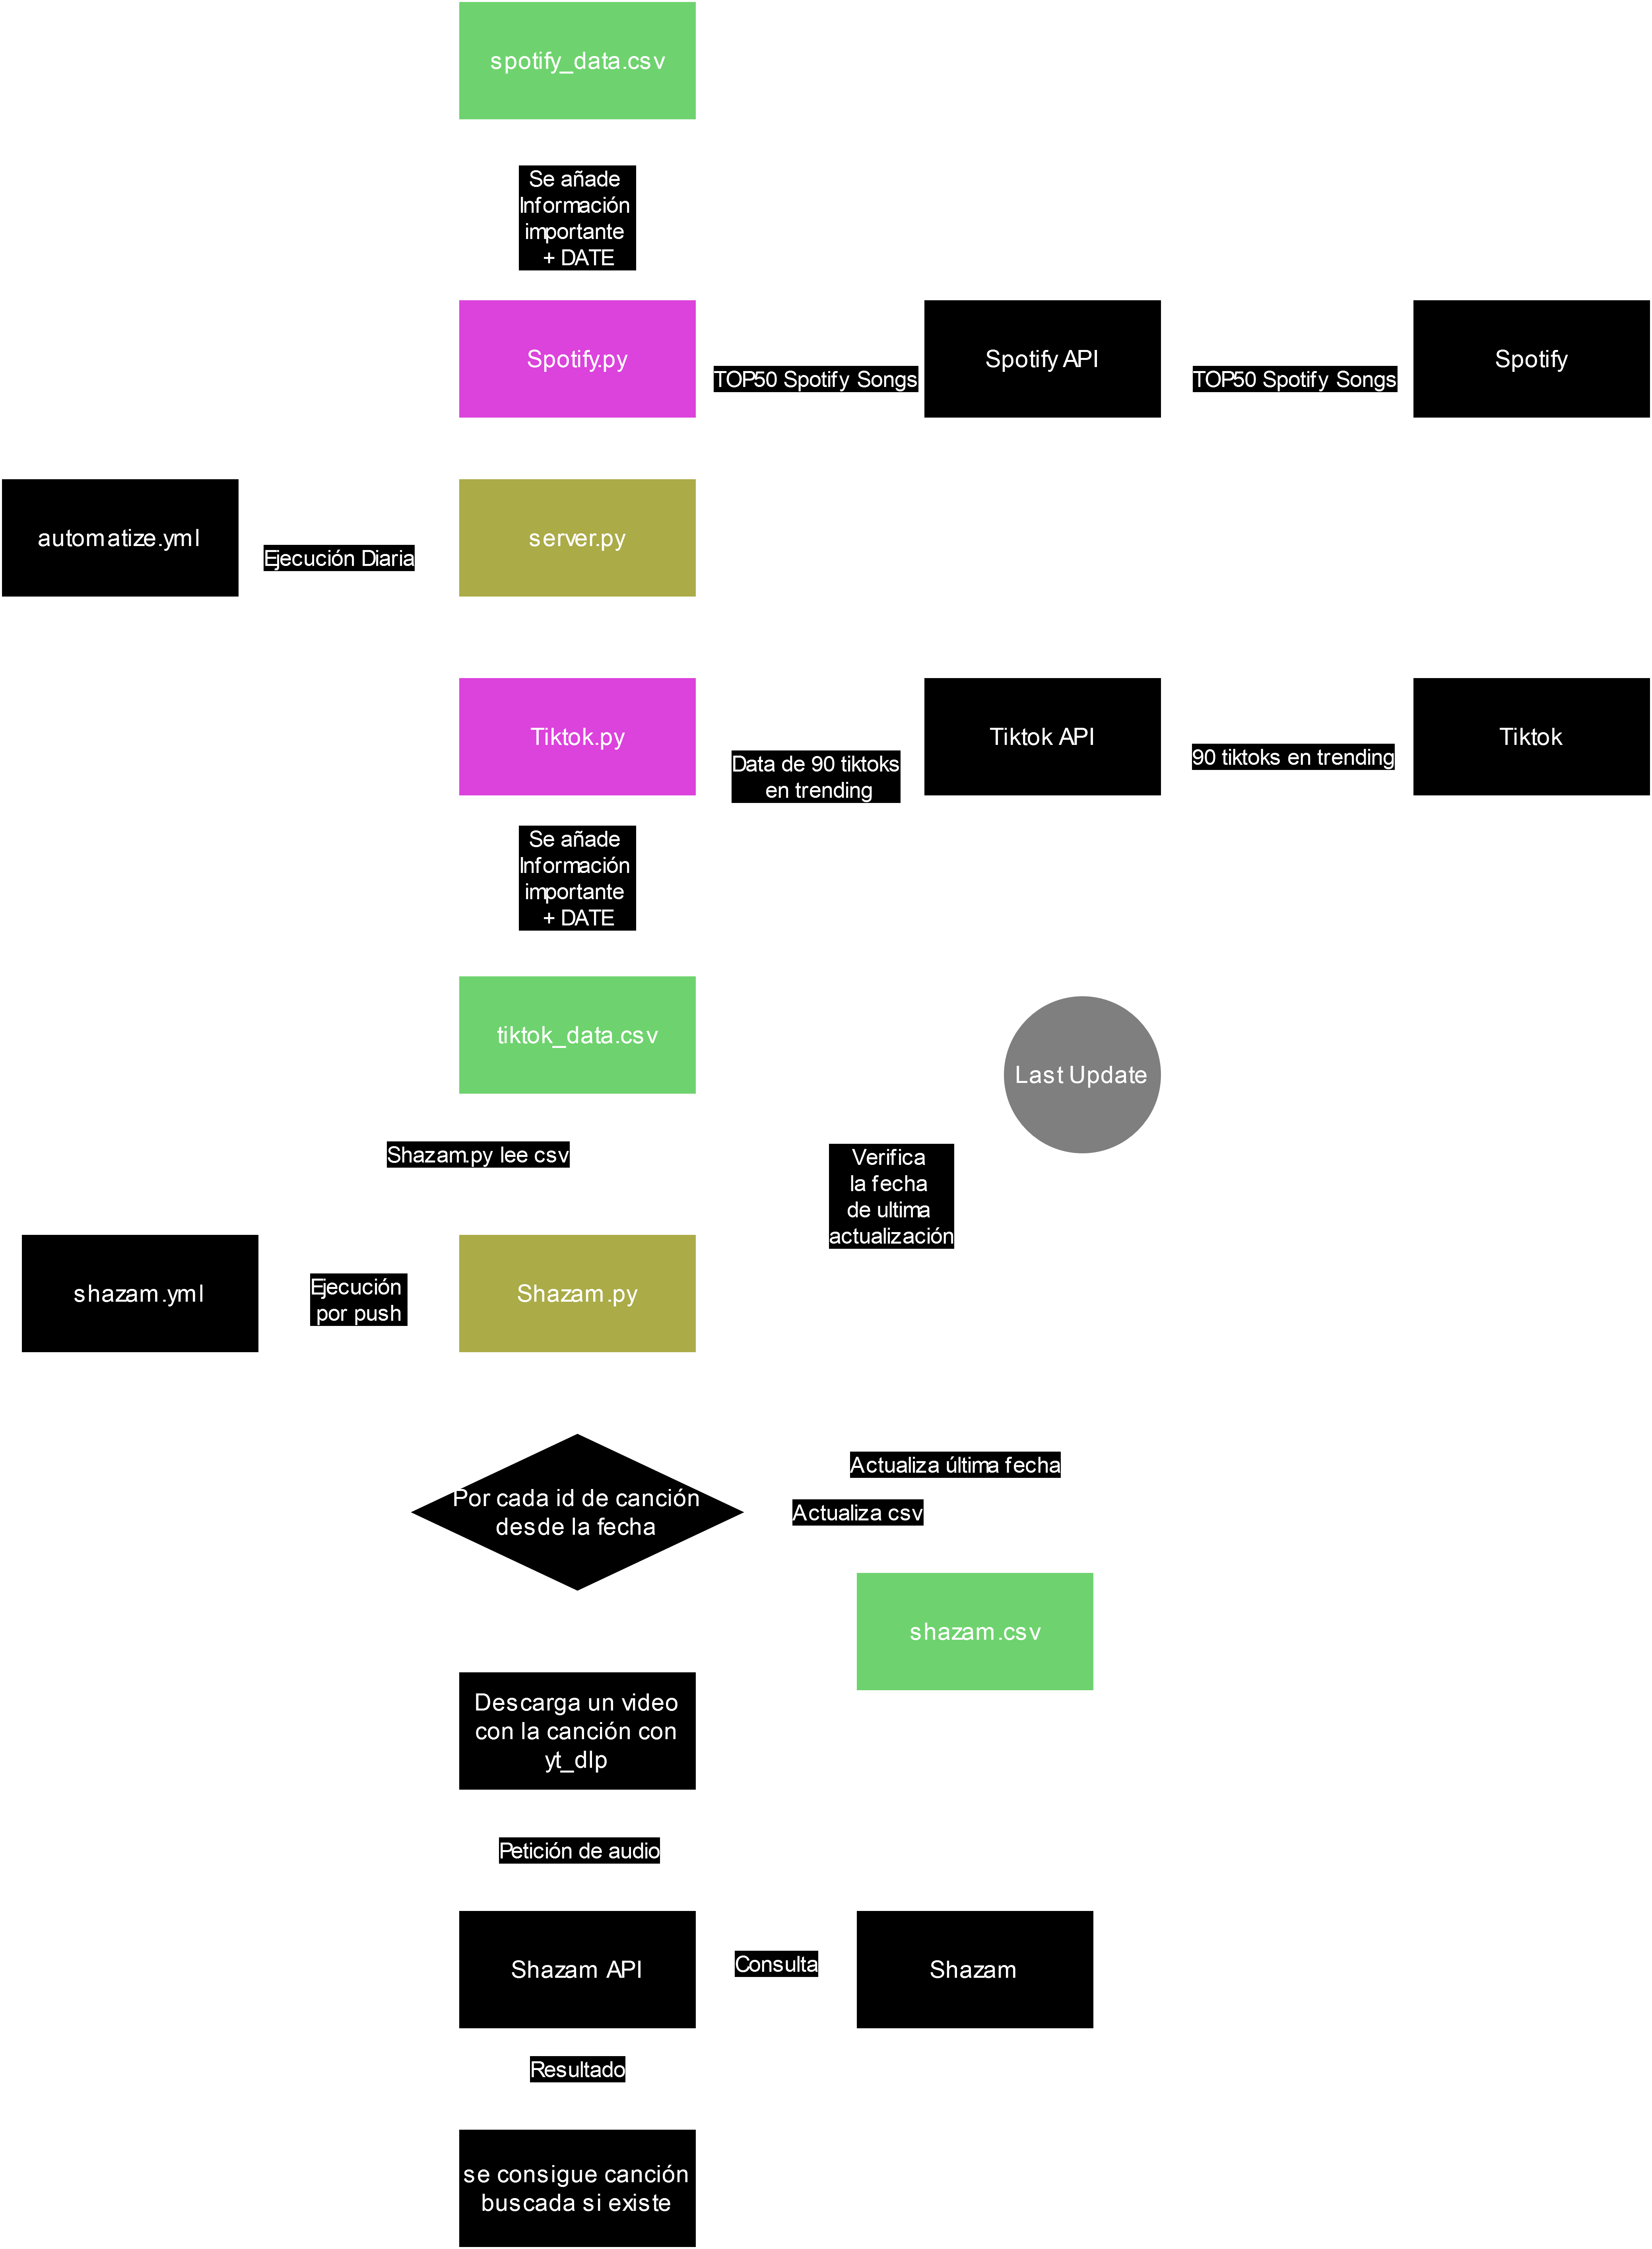 spotify_data.csv
Se añade
Información
importante
+ DATE
Spotify.py
TOP50 Spotify Songs
Spotify API
TOP50 Spotify Songs
Spotify
automatize.yml
Ejecución Diaria
server.py
Tiktok.py
Data de 90 tiktoks
en trending
Tiktok API
90 tiktoks en trending
Tiktok
Se añade
Información
importante
+ DATE
tiktok_data.csv
Last Update
Shazam.py lee csv
Verifica
la fecha
de ultima
actualización
shazam.yml
Ejecución
por push
Shazam.py
Por cada id de canción
desde la fecha
Actualiza última fecha
Actualiza csv
shazam.csv
Descarga un video
con la canción con
yt_dlp
Petición de audio
Shazam API
Consulta
Shazam
Resultado
se consigue canción
buscada si existe